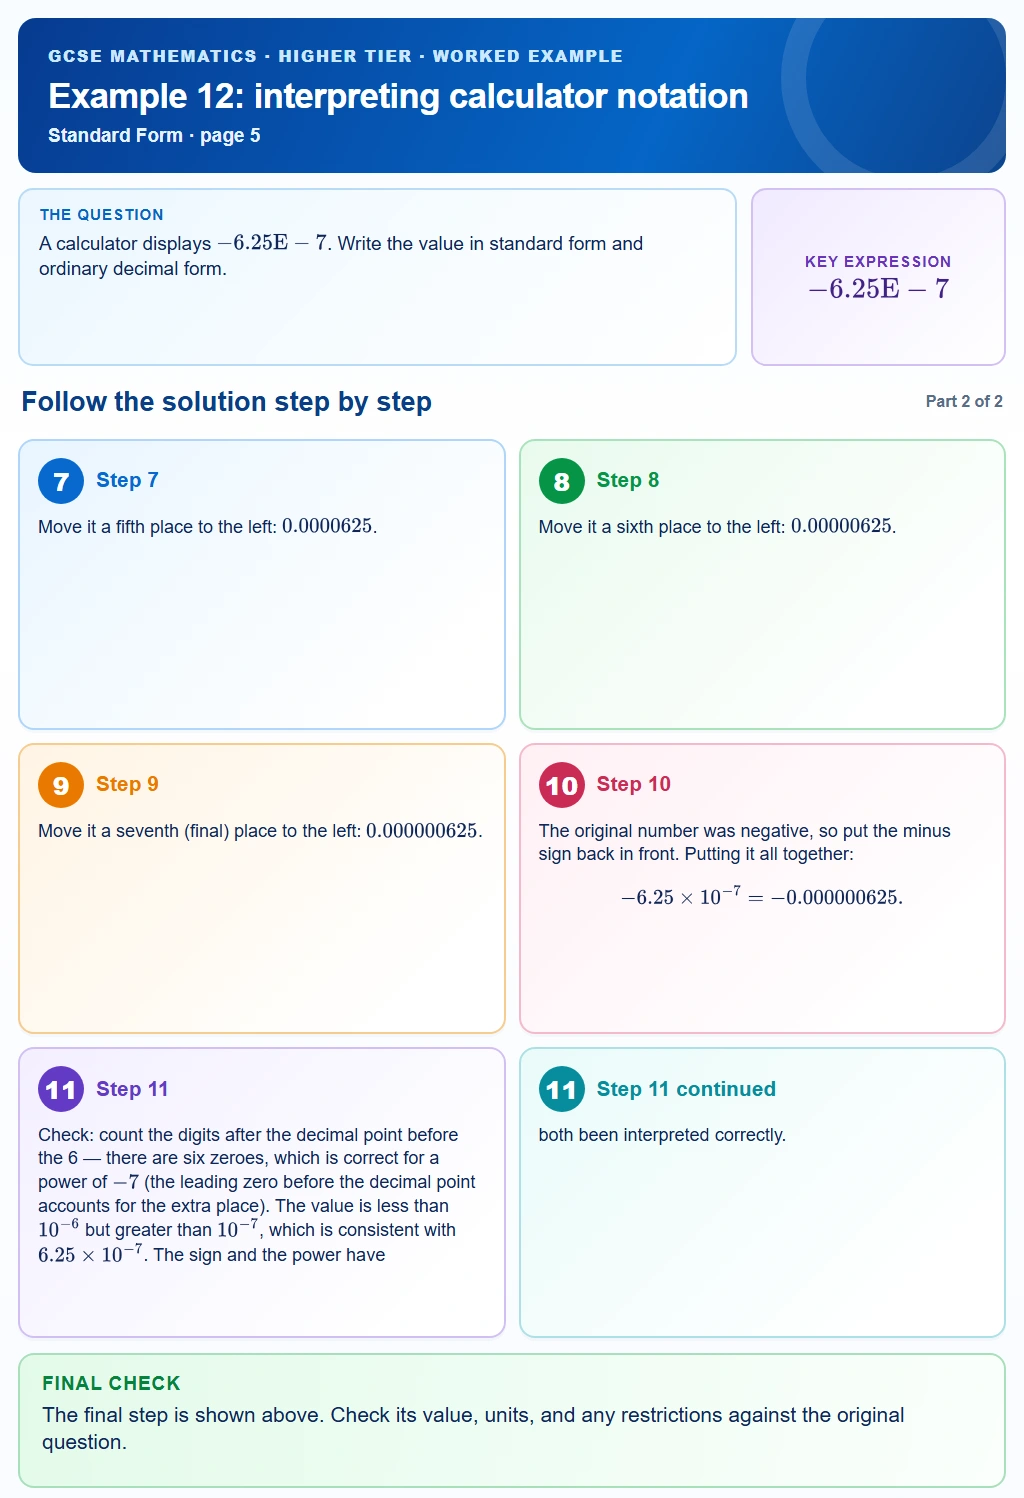 GCSE MATHEMATICS · HIGHER TIER · WORKED EXAMPLE
Example 12: interpreting calculator notation
Standard Form · page 5
THE QUESTION
A calculator displays −6.25E − 7. Write the value in standard form and
ordinary decimal form.
KEY EXPRESSION
−6.25E − 7
Follow the solution step by step
Part 2 of 2
7 Step 7
Move it a fifth place to the left: 0.0000625.
8 Step 8
Move it a sixth place to the left: 0.00000625.
9 Step 9
Move it a seventh (final) place to the left: 0.000000625.
10 Step 10
The original number was negative, so put the minus
sign back in front. Putting it all together:
−6.25 × 10⁻⁷ = −0.000000625.
11 Step 11
Check: count the digits after the decimal point before
the 6 — there are six zeroes, which is correct for a
power of −7 (the leading zero before the decimal point
accounts for the extra place). The value is less than
10⁻⁶ but greater than 10⁻⁷, which is consistent with
6.25 × 10⁻⁷. The sign and the power have
11 Step 11 continued
both been interpreted correctly.
FINAL CHECK
The final step is shown above. Check its value, units, and any restrictions against the original
question.